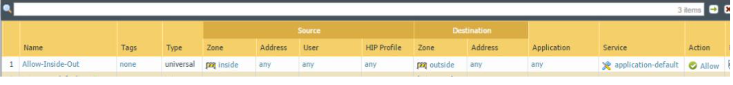 3 items
Source Destination
Name Tags Type Zone Address User HIP Profile Zone Address Application Service Action
1 Allow-Inside-Out none universal inside any any any outside any any application-default Allow